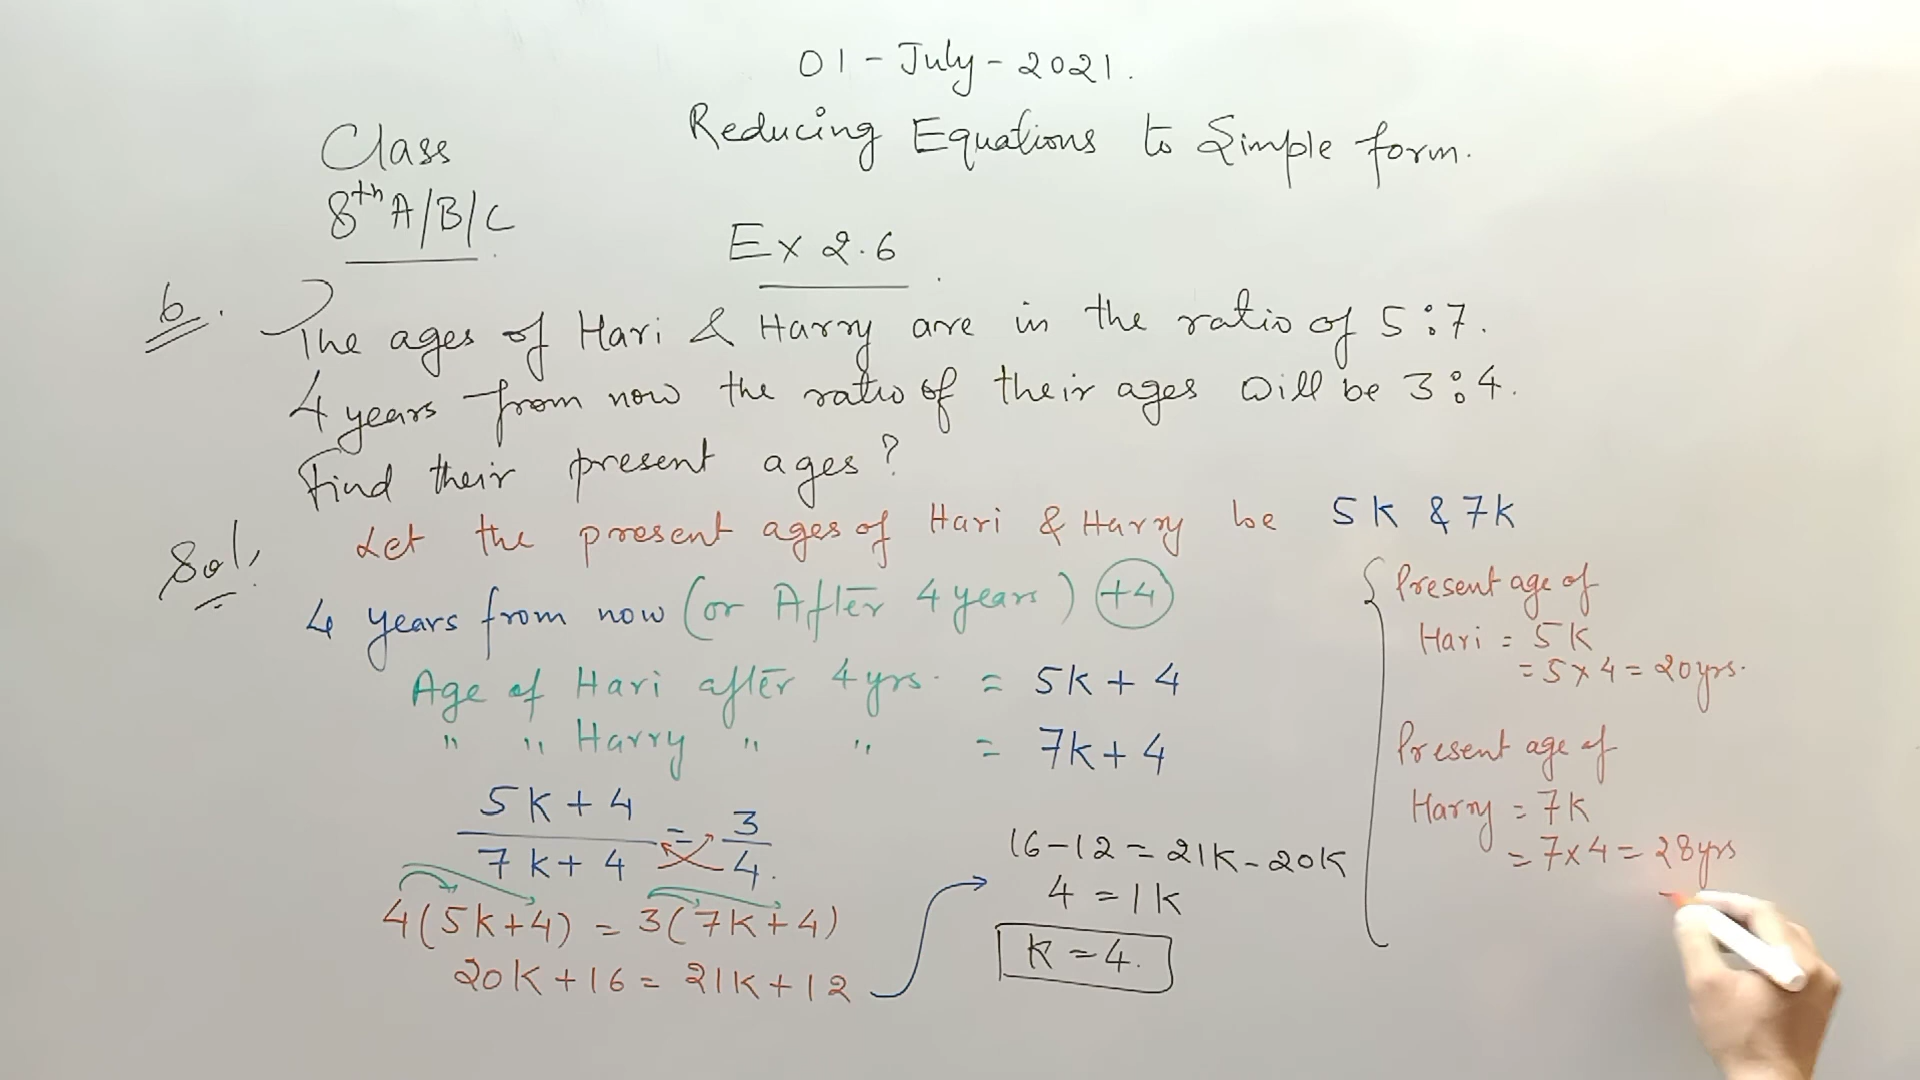 01-July-2021.
Reducing Equations to Simple form.
Class
8th A/B/C
Ex 2.6
6. The ages of Hari & Harry are in the ratio of 5:7.
4 years from now the ratio of their ages will be 3:4.
Find their present ages?
Sol. Let the present ages of Hari & Harry be 5K & 7K
4 years from now (or After 4 years) +4
Age of Hari after 4yrs. = 5K+4
" " Harry " " = 7K+4
5K+4 / 7K+4 = 3/4.
4(5K+4) = 3(7K+4)
20K+16 = 21K+12
16-12 = 21K-20K
4 = 1K
K = 4.
Present age of
Hari = 5K
= 5×4 = 20yrs.
Present age of
Harry = 7K
= 7×4 = 28yrs